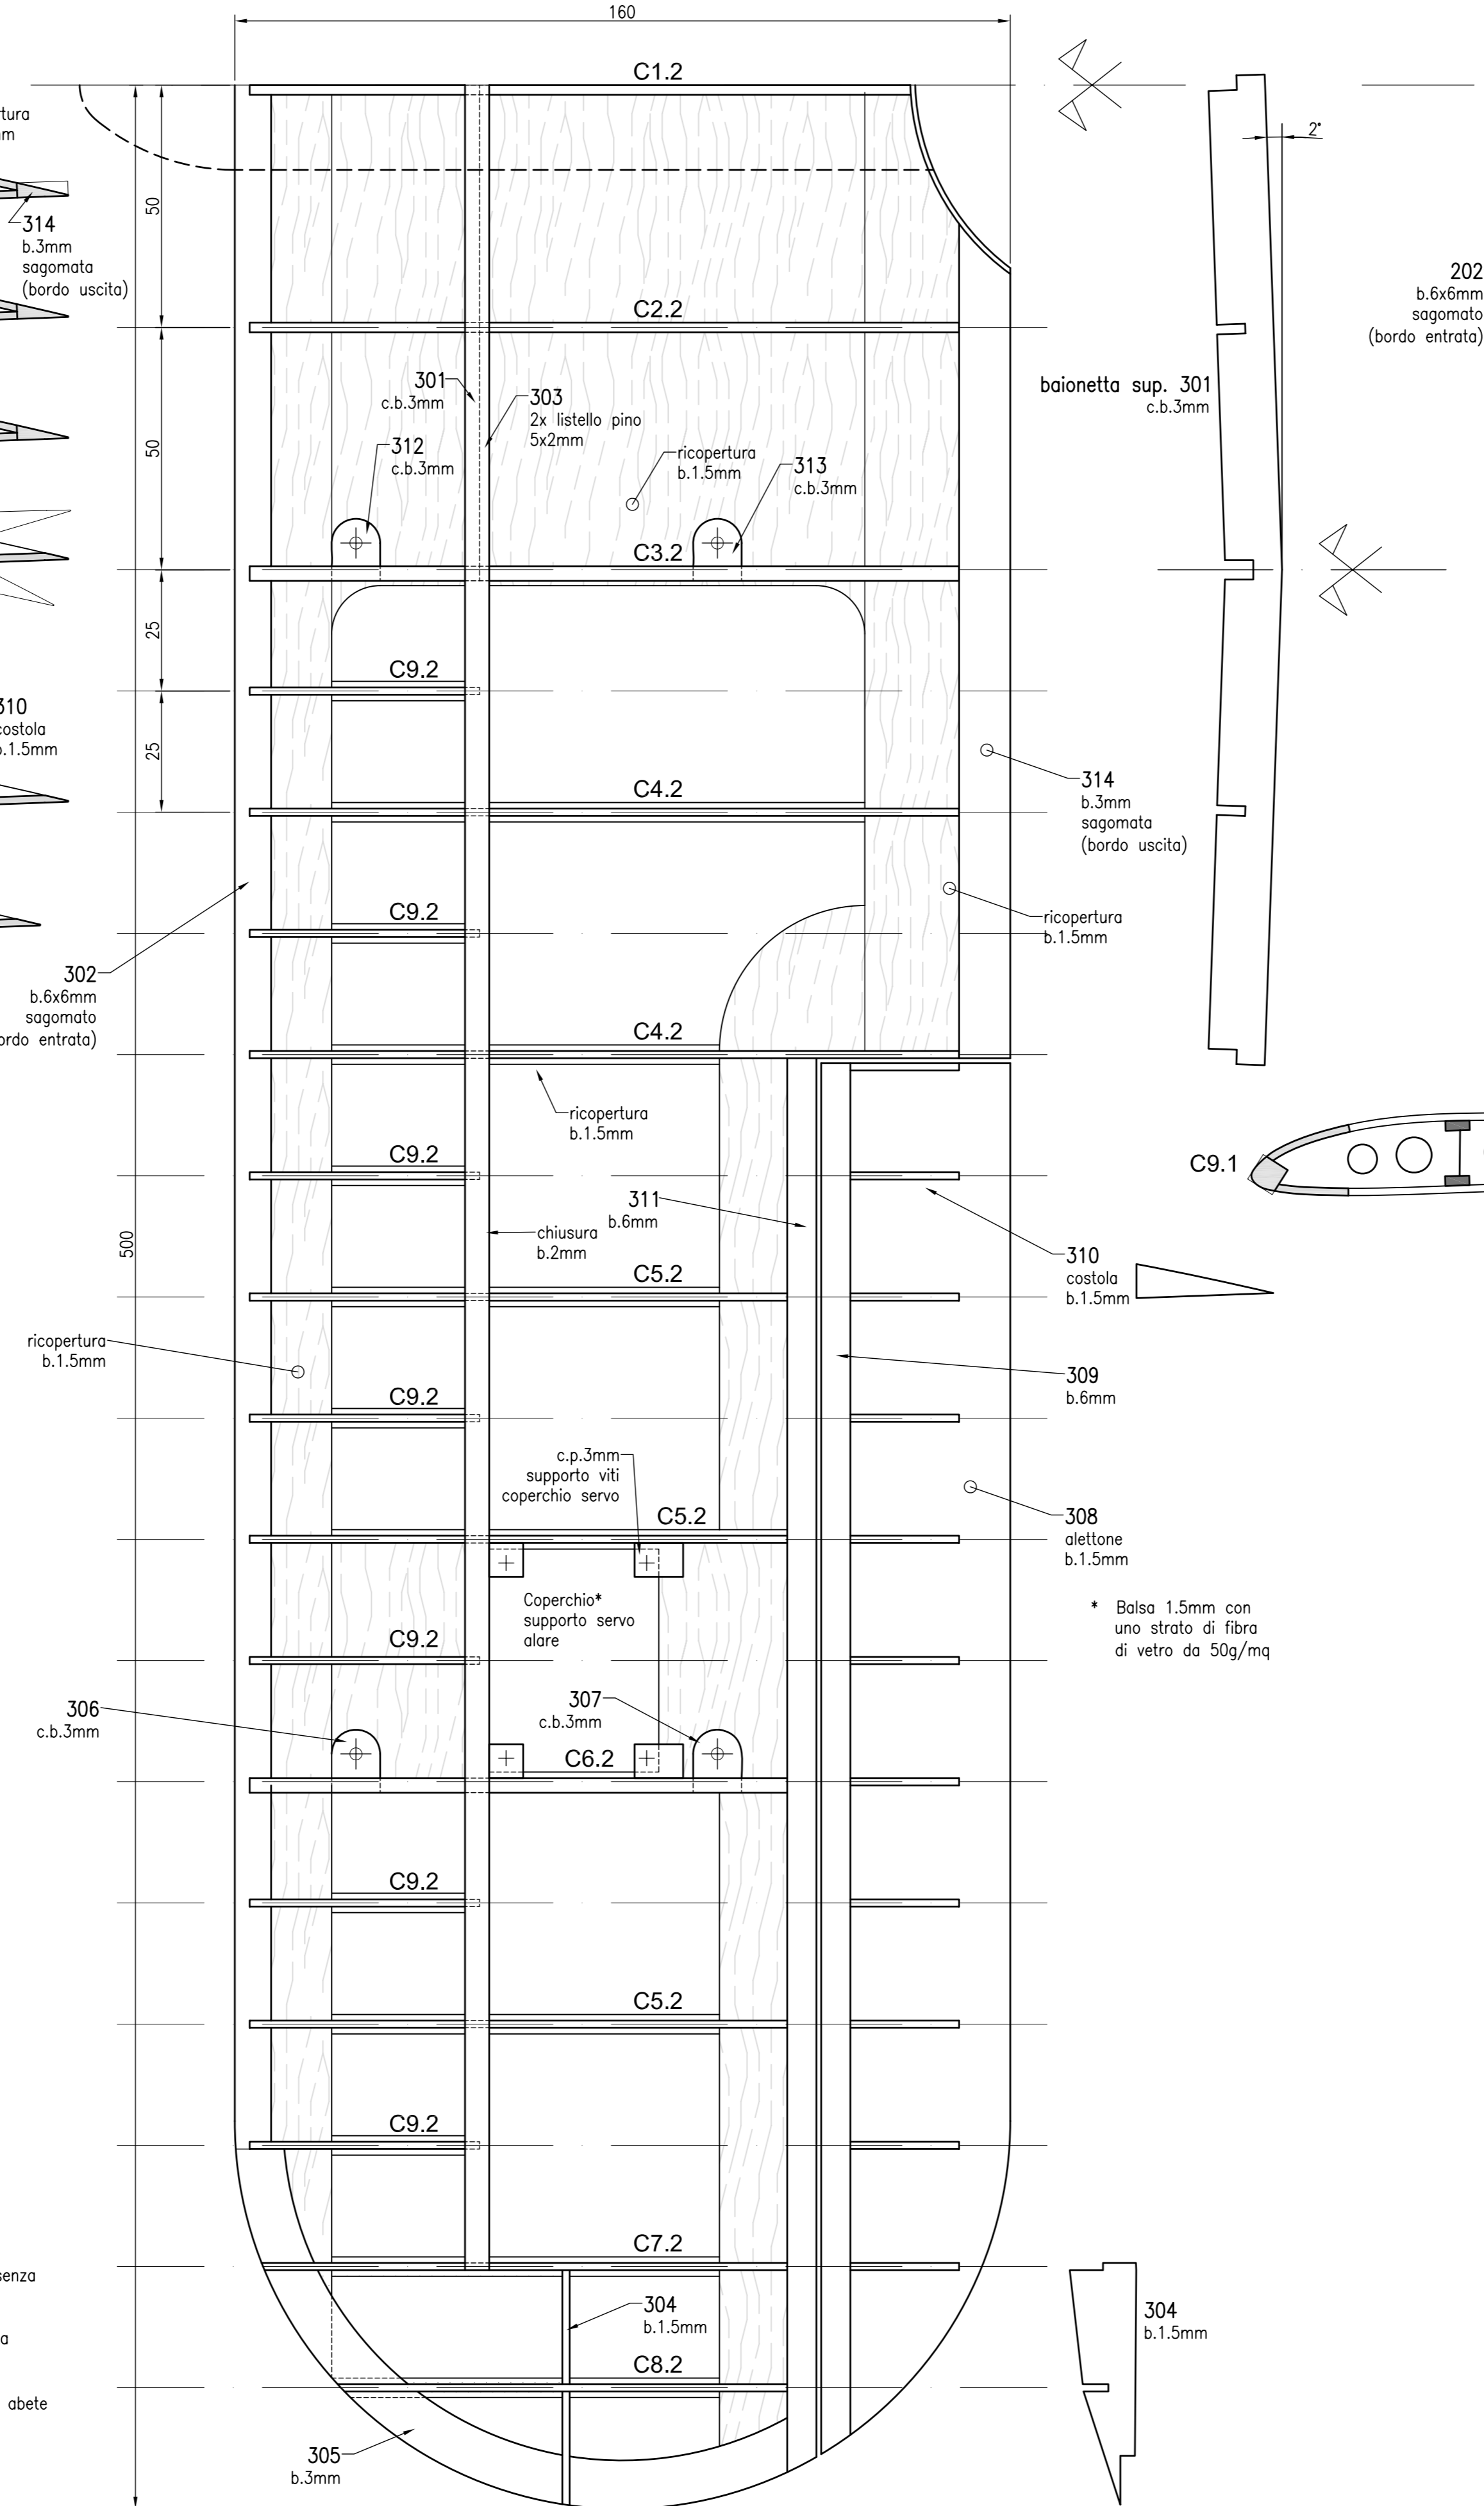 160
C1.2
rtura
nm
2°
314
b.3mm
sagomata
(bordo uscita)
50
202
b.6x6mm
sagomato
(bordo entrata)
C2.2
301
c.b.3mm
303
2x listello pino
5x2mm
baionetta sup. 301
c.b.3mm
50
312
c.b.3mm
ricopertura
b.1.5mm
313
c.b.3mm
C3.2
25
C9.2
310
costola
b.1.5mm
25
C4.2
314
b.3mm
sagomata
(bordo uscita)
C9.2
ricopertura
b.1.5mm
302
b.6x6mm
sagomato
ordo entrata)
C4.2
ricopertura
b.1.5mm
C9.2
C9.1
311
b.6mm
500
chiusura
b.2mm
310
costola
b.1.5mm
C5.2
ricopertura
b.1.5mm
309
b.6mm
C9.2
c.p.3mm
supporto viti
coperchio servo
C5.2
308
alettone
b.1.5mm
Coperchio*
supporto servo
alare
* Balsa 1.5mm con
uno strato di fibra
di vetro da 50g/mq
C9.2
306
c.b.3mm
307
c.b.3mm
C6.2
C9.2
C5.2
C9.2
C7.2
senza
304
b.1.5mm
304
b.1.5mm
a
C8.2
abete
305
b.3mm